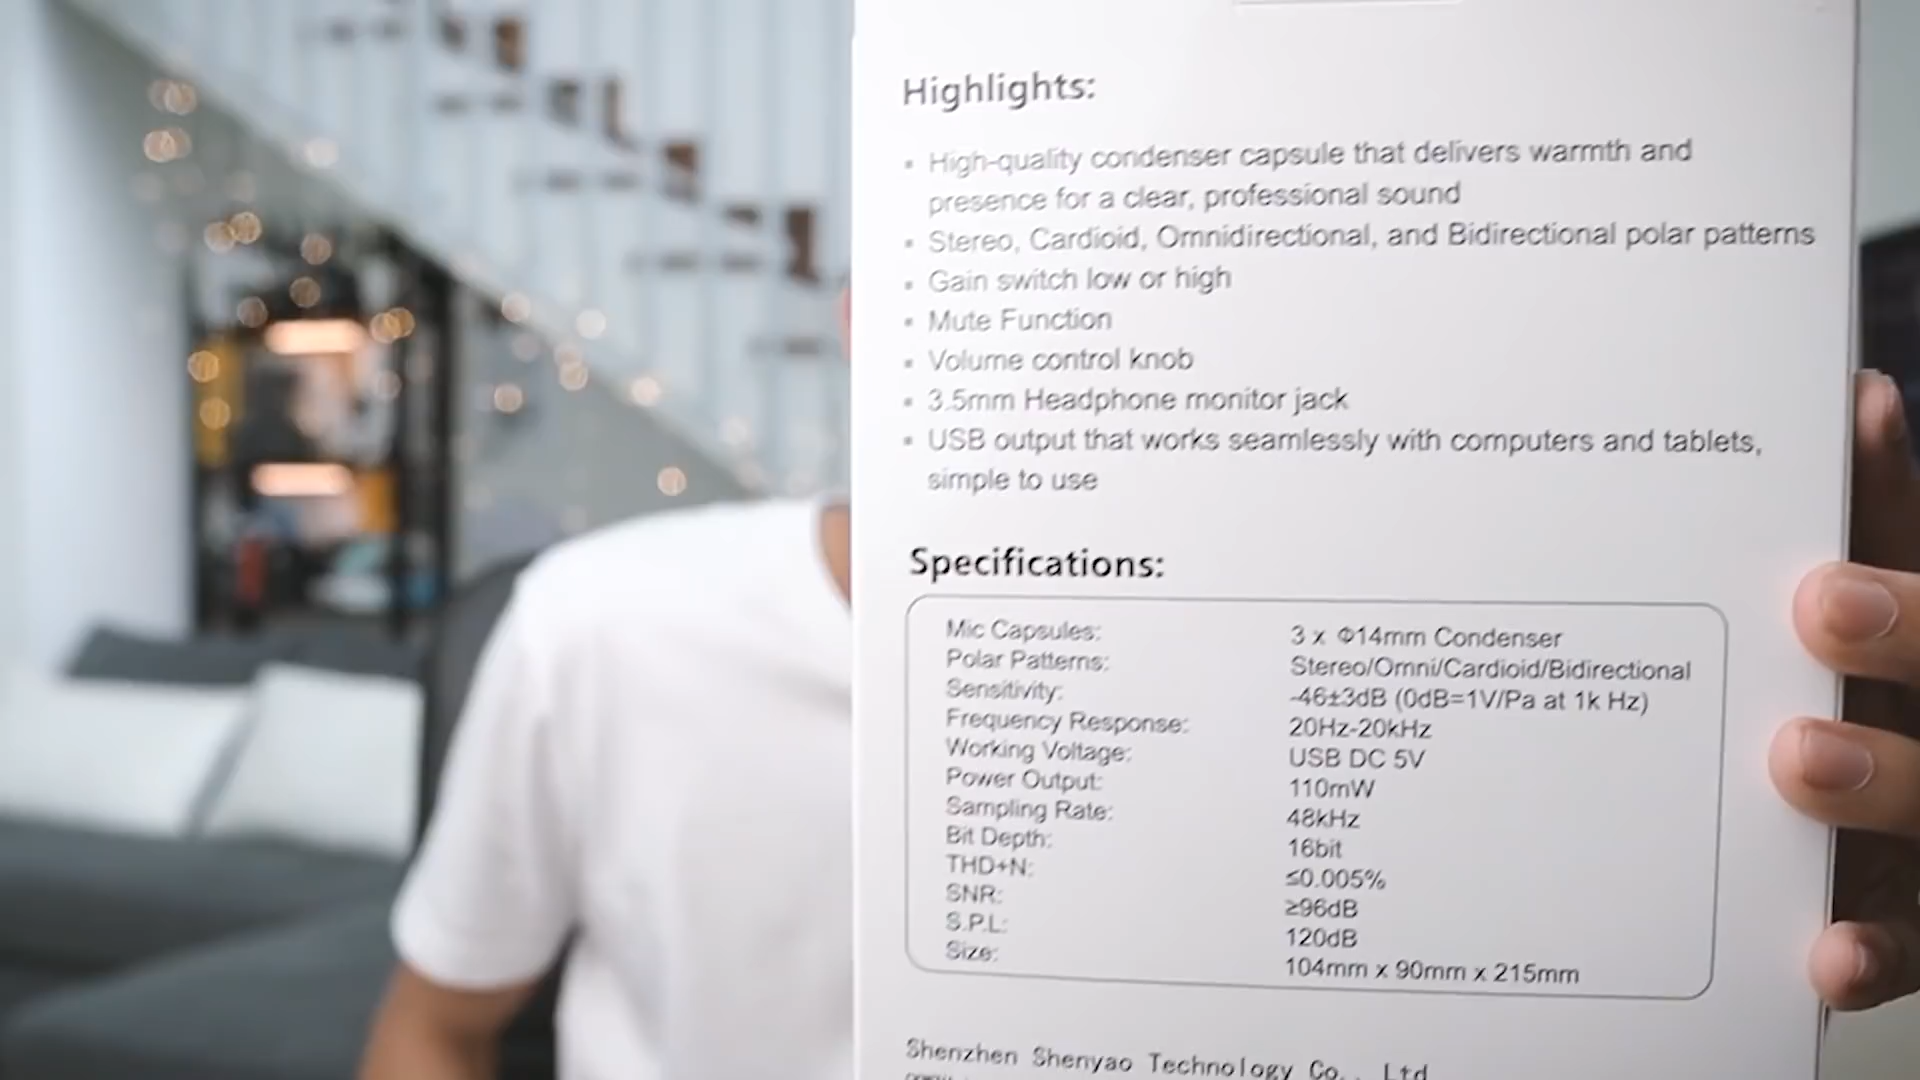 Highlights:
▪ High-quality condenser capsule that delivers warmth and
presence for a clear, professional sound
▪ Stereo, Cardioid, Omnidirectional, and Bidirectional polar patterns
▪ Gain switch low or high
▪ Mute Function
▪ Volume control knob
▪ 3.5mm Headphone monitor jack
▪ USB output that works seamlessly with computers and tablets,
simple to use
Specifications:
Mic Capsules: 3 x Φ14mm Condenser
Polar Patterns: Stereo/Omni/Cardioid/Bidirectional
Sensitivity: -46±3dB (0dB=1V/Pa at 1k Hz)
Frequency Response: 20Hz-20kHz
Working Voltage: USB DC 5V
Power Output: 110mW
Sampling Rate: 48kHz
Bit Depth: 16bit
THD+N: ≤0.005%
SNR: ≥96dB
S.P.L: 120dB
Size: 104mm x 90mm x 215mm
Shenzhen Shenyao Technology Co., Ltd